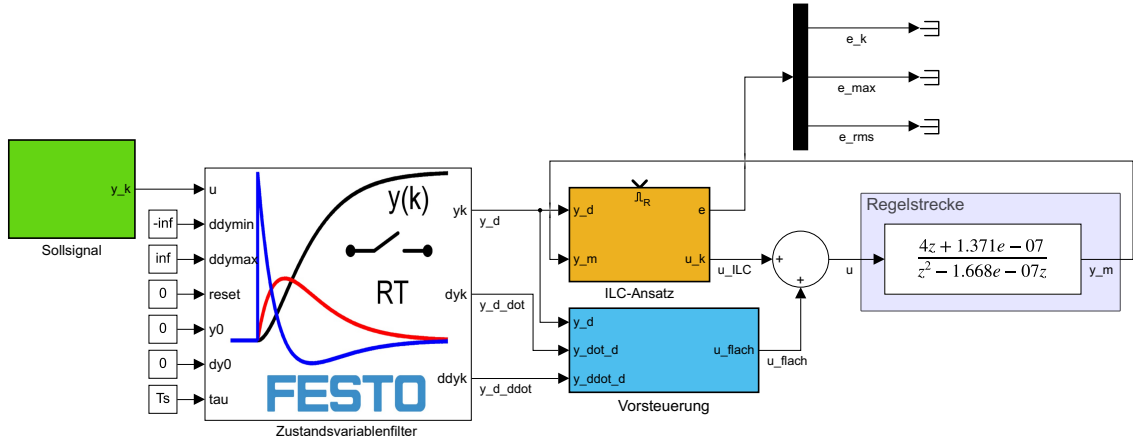 e_k
e_max
e_rms
y_k
Sollsignal
-inf
inf
0
0
0
Ts
u
ddymin
ddymax
reset
y0
dy0
tau
y(k)
RT
FESTO
yk
dyk
ddyk
Zustandsvariablenfilter
y_d
y_d_dot
y_d_ddot
R
y_d
y_m
e
u_k
ILC-Ansatz
u_ILC
y_d
y_dot_d
y_ddot_d
u_flach
Vorsteuerung
u_flach
+
+
u
Regelstrecke
4z + 1.371e − 07
z² − 1.668e − 07z
y_m